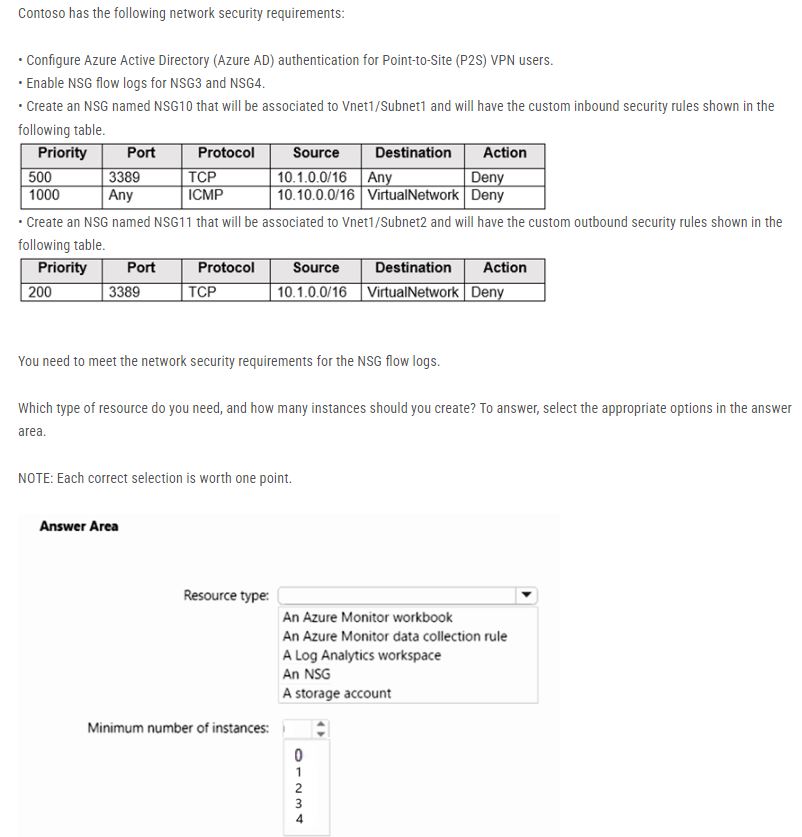 Contoso has the following network security requirements:
• Configure Azure Active Directory (Azure AD) authentication for Point-to-Site (P2S) VPN users.
• Enable NSG flow logs for NSG3 and NSG4.
• Create an NSG named NSG10 that will be associated to Vnet1/Subnet1 and will have the custom inbound security rules shown in the
following table.
Priority Port Protocol Source Destination Action
500 3389 TCP 10.1.0.0/16 Any Deny
1000 Any ICMP 10.10.0.0/16 VirtualNetwork Deny
• Create an NSG named NSG11 that will be associated to Vnet1/Subnet2 and will have the custom outbound security rules shown in the
following table.
Priority Port Protocol Source Destination Action
200 3389 TCP 10.1.0.0/16 VirtualNetwork Deny
You need to meet the network security requirements for the NSG flow logs.
Which type of resource do you need, and how many instances should you create? To answer, select the appropriate options in the answer
area.
NOTE: Each correct selection is worth one point.
Answer Area
Resource type:
An Azure Monitor workbook
An Azure Monitor data collection rule
A Log Analytics workspace
An NSG
A storage account
Minimum number of instances:
0
1
2
3
4